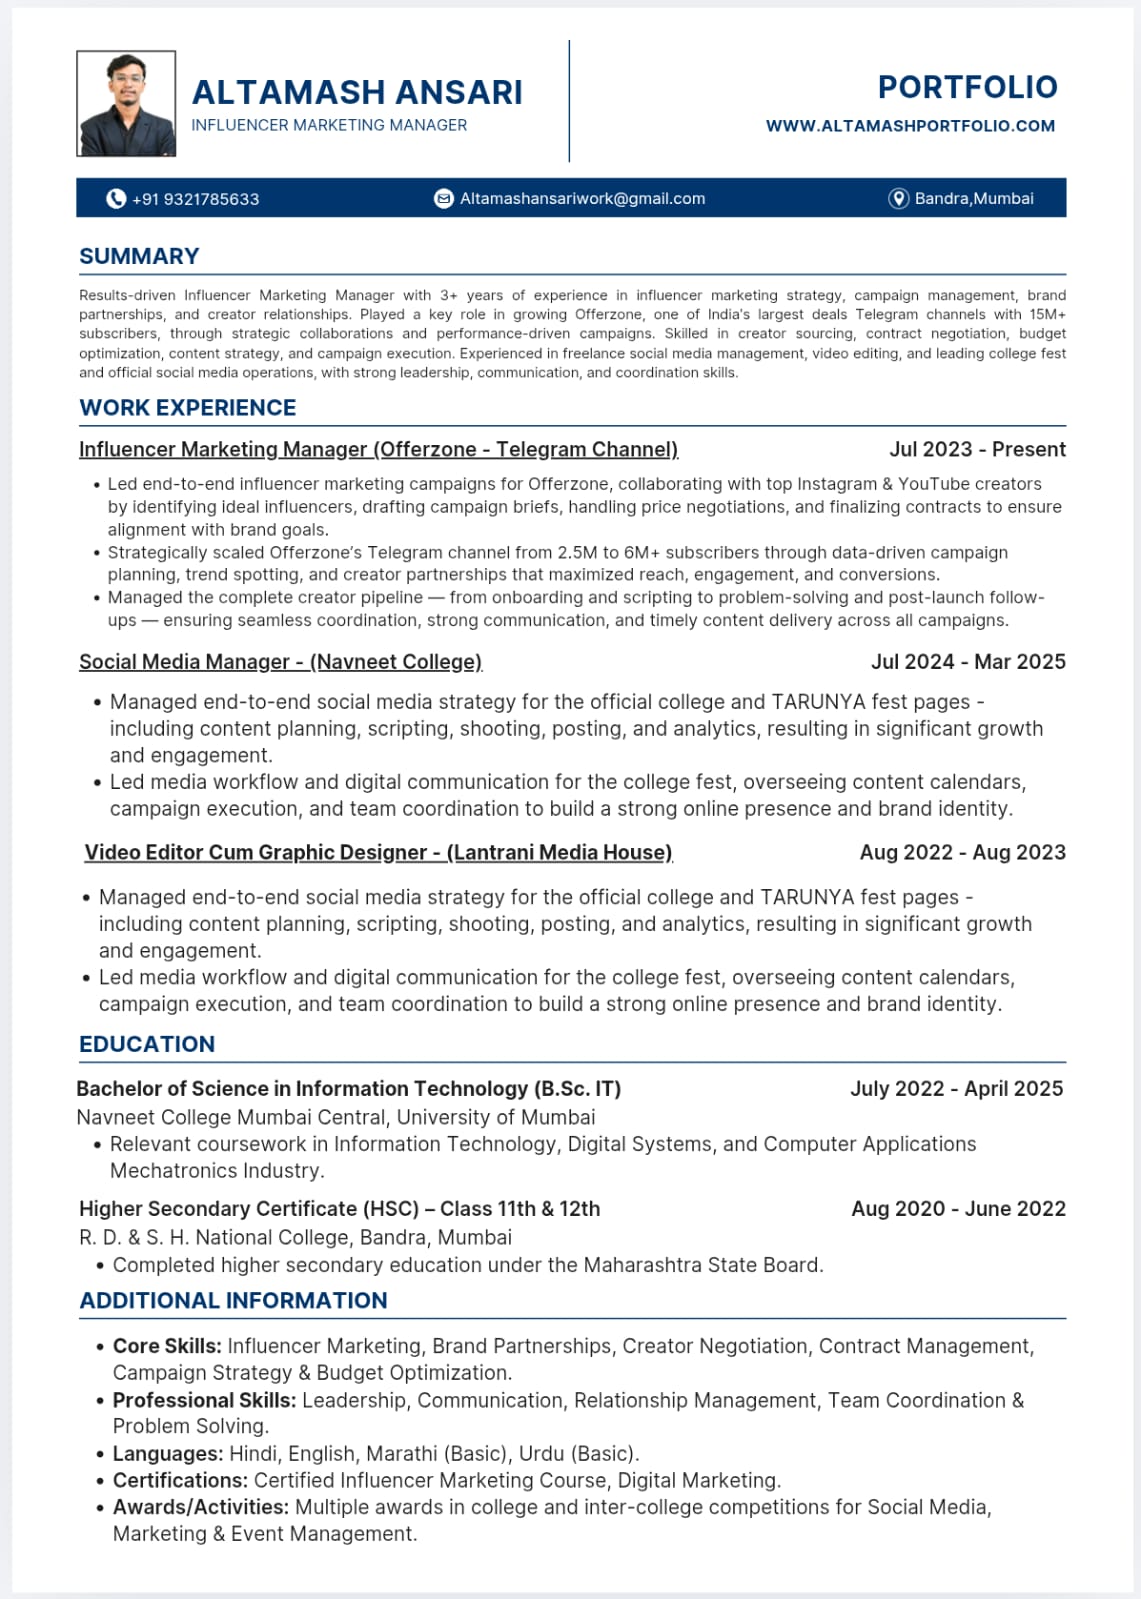 ALTAMASH ANSARI
INFLUENCER MARKETING MANAGER
PORTFOLIO
WWW.ALTAMASHPORTFOLIO.COM
+91 9321785633
Altamashansariwork@gmail.com
Bandra,Mumbai
SUMMARY
Results-driven Influencer Marketing Manager with 3+ years of experience in influencer marketing strategy, campaign management, brand
partnerships, and creator relationships. Played a key role in growing Offerzone, one of India's largest deals Telegram channels with 15M+
subscribers, through strategic collaborations and performance-driven campaigns. Skilled in creator sourcing, contract negotiation, budget
optimization, content strategy, and campaign execution. Experienced in freelance social media management, video editing, and leading college fest
and official social media operations, with strong leadership, communication, and coordination skills.
WORK EXPERIENCE
Influencer Marketing Manager (Offerzone - Telegram Channel)
Jul 2023 - Present
• Led end-to-end influencer marketing campaigns for Offerzone, collaborating with top Instagram & YouTube creators
by identifying ideal influencers, drafting campaign briefs, handling price negotiations, and finalizing contracts to ensure
alignment with brand goals.
• Strategically scaled Offerzone's Telegram channel from 2.5M to 6M+ subscribers through data-driven campaign
planning, trend spotting, and creator partnerships that maximized reach, engagement, and conversions.
• Managed the complete creator pipeline — from onboarding and scripting to problem-solving and post-launch follow-
ups — ensuring seamless coordination, strong communication, and timely content delivery across all campaigns.
Social Media Manager - (Navneet College)
Jul 2024 - Mar 2025
• Managed end-to-end social media strategy for the official college and TARUNYA fest pages -
including content planning, scripting, shooting, posting, and analytics, resulting in significant growth
and engagement.
• Led media workflow and digital communication for the college fest, overseeing content calendars,
campaign execution, and team coordination to build a strong online presence and brand identity.
Video Editor Cum Graphic Designer - (Lantrani Media House)
Aug 2022 - Aug 2023
• Managed end-to-end social media strategy for the official college and TARUNYA fest pages -
including content planning, scripting, shooting, posting, and analytics, resulting in significant growth
and engagement.
• Led media workflow and digital communication for the college fest, overseeing content calendars,
campaign execution, and team coordination to build a strong online presence and brand identity.
EDUCATION
Bachelor of Science in Information Technology (B.Sc. IT)
July 2022 - April 2025
Navneet College Mumbai Central, University of Mumbai
• Relevant coursework in Information Technology, Digital Systems, and Computer Applications
Mechatronics Industry.
Higher Secondary Certificate (HSC) – Class 11th & 12th
Aug 2020 - June 2022
R. D. & S. H. National College, Bandra, Mumbai
• Completed higher secondary education under the Maharashtra State Board.
ADDITIONAL INFORMATION
• Core Skills: Influencer Marketing, Brand Partnerships, Creator Negotiation, Contract Management,
Campaign Strategy & Budget Optimization.
• Professional Skills: Leadership, Communication, Relationship Management, Team Coordination &
Problem Solving.
• Languages: Hindi, English, Marathi (Basic), Urdu (Basic).
• Certifications: Certified Influencer Marketing Course, Digital Marketing.
• Awards/Activities: Multiple awards in college and inter-college competitions for Social Media,
Marketing & Event Management.